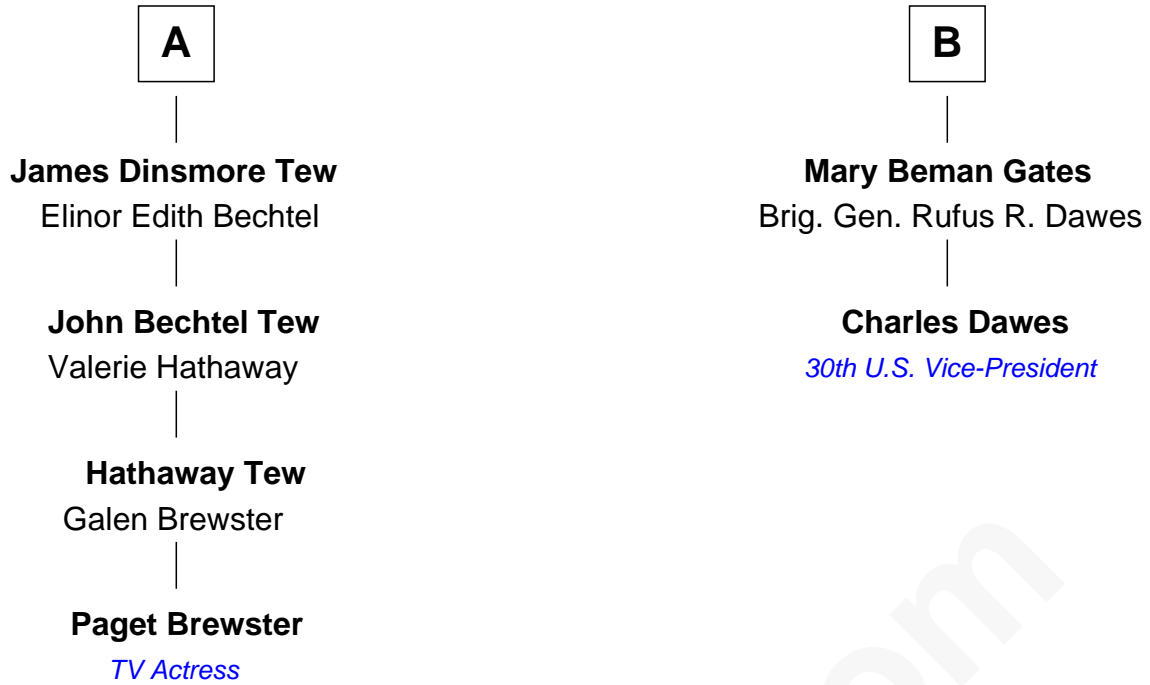 A
James Dinsmore Tew
Elinor Edith Bechtel
John Bechtel Tew
Valerie Hathaway
Hathaway Tew
Galen Brewster
Paget Brewster
TV Actress
B
Mary Beman Gates
Brig. Gen. Rufus R. Dawes
Charles Dawes
30th U.S. Vice-President
om